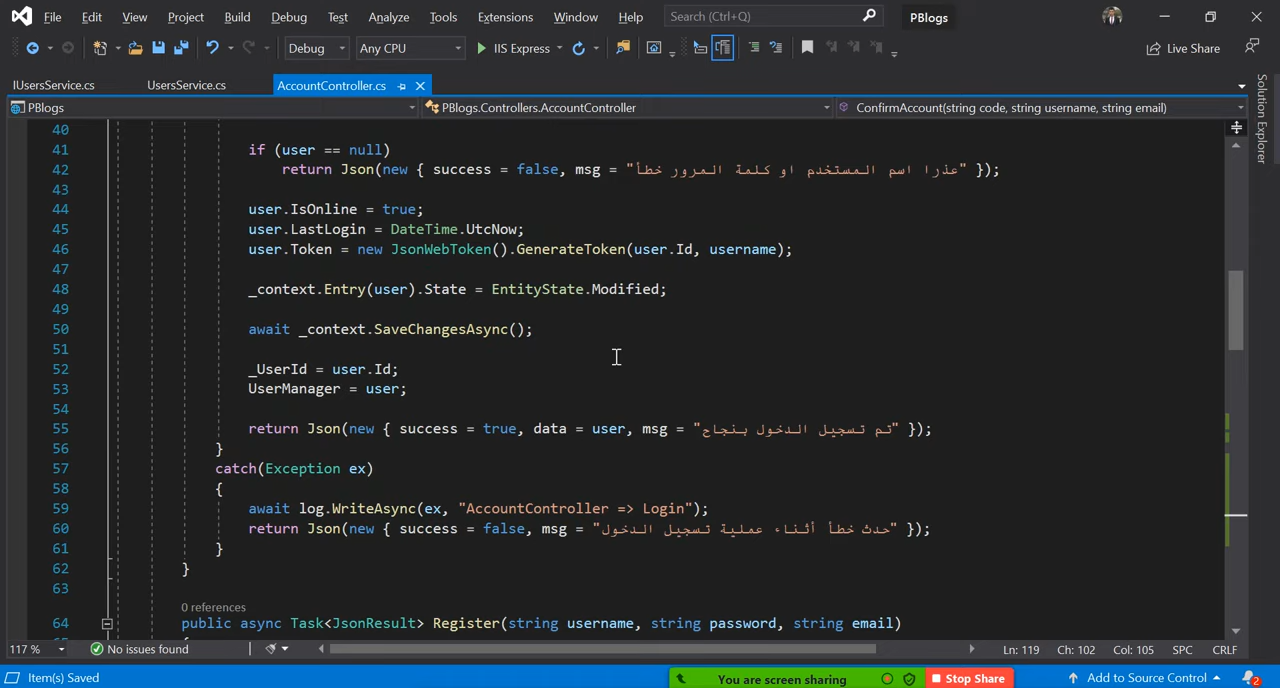 File Edit View Project Build Debug Test Analyze Tools Extensions Window Help Search (Ctrl+Q) PBlogs
Debug Any CPU IIS Express Live Share
IUsersService.cs UsersService.cs AccountController.cs
PBlogs PBlogs.Controllers.AccountController ConfirmAccount(string code, string username, string email)
Solution Explorer
40
41 if (user == null)
42 return Json(new { success = false, msg = "عذرا اسم المستخدم او كلمة المرور خطأ" });
43
44 user.IsOnline = true;
45 user.LastLogin = DateTime.UtcNow;
46 user.Token = new JsonWebToken().GenerateToken(user.Id, username);
47
48 _context.Entry(user).State = EntityState.Modified;
49
50 await _context.SaveChangesAsync();
51
52 _UserId = user.Id;
53 UserManager = user;
54
55 return Json(new { success = true, data = user, msg = "تم تسجيل الدخول بنجاح" });
56 }
57 catch(Exception ex)
58 {
59 await log.WriteAsync(ex, "AccountController => Login");
60 return Json(new { success = false, msg = "حدث خطأ أثناء عملية تسجيل الدخول" });
61 }
62 }
63
0 references
64 public async Task<JsonResult> Register(string username, string password, string email)
117 % No issues found Ln: 119 Ch: 102 Col: 105 SPC CRLF
Item(s) Saved You are screen sharing Stop Share Add to Source Control 2